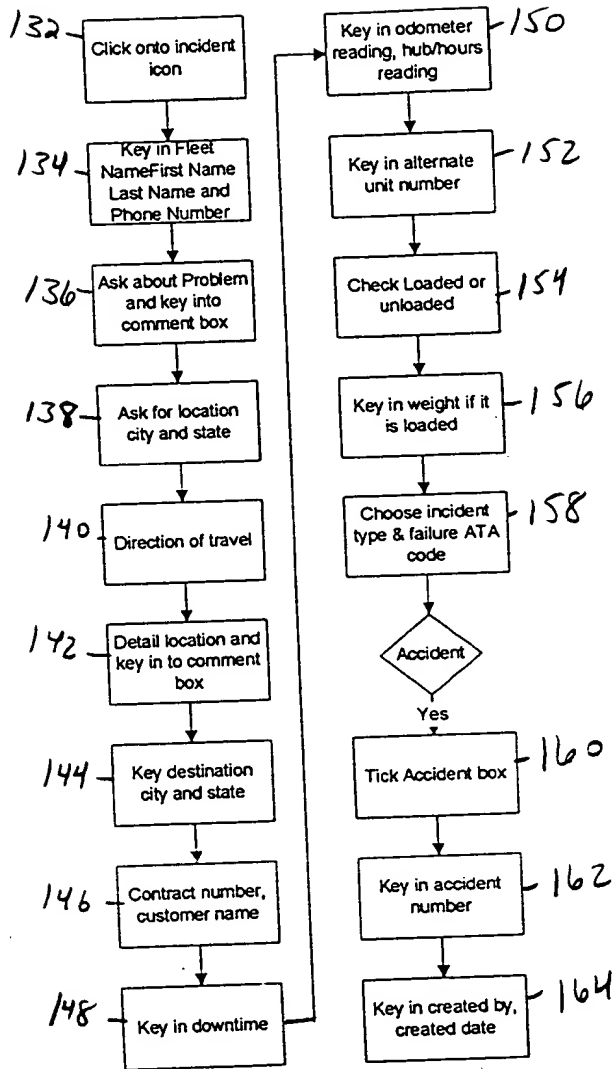 132
Click onto incident
icon
134
Key in Fleet
NameFirst Name
Last Name and
Phone Number
136
Ask about Problem
and key into
comment box
138
Ask for location
city and state
140
Direction of travel
142
Detail location and
key in to comment
box
144
Key destination
city and state
146
Contract number,
customer name
148
Key in downtime
150
Key in odometer
reading, hub/hours
reading
152
Key in alternate
unit number
154
Check Loaded or
unloaded
156
Key in weight if it
is loaded
158
Choose incident
type & failure ATA
code
Accident
Yes
160
Tick Accident box
162
Key in accident
number
164
Key in created by,
created date